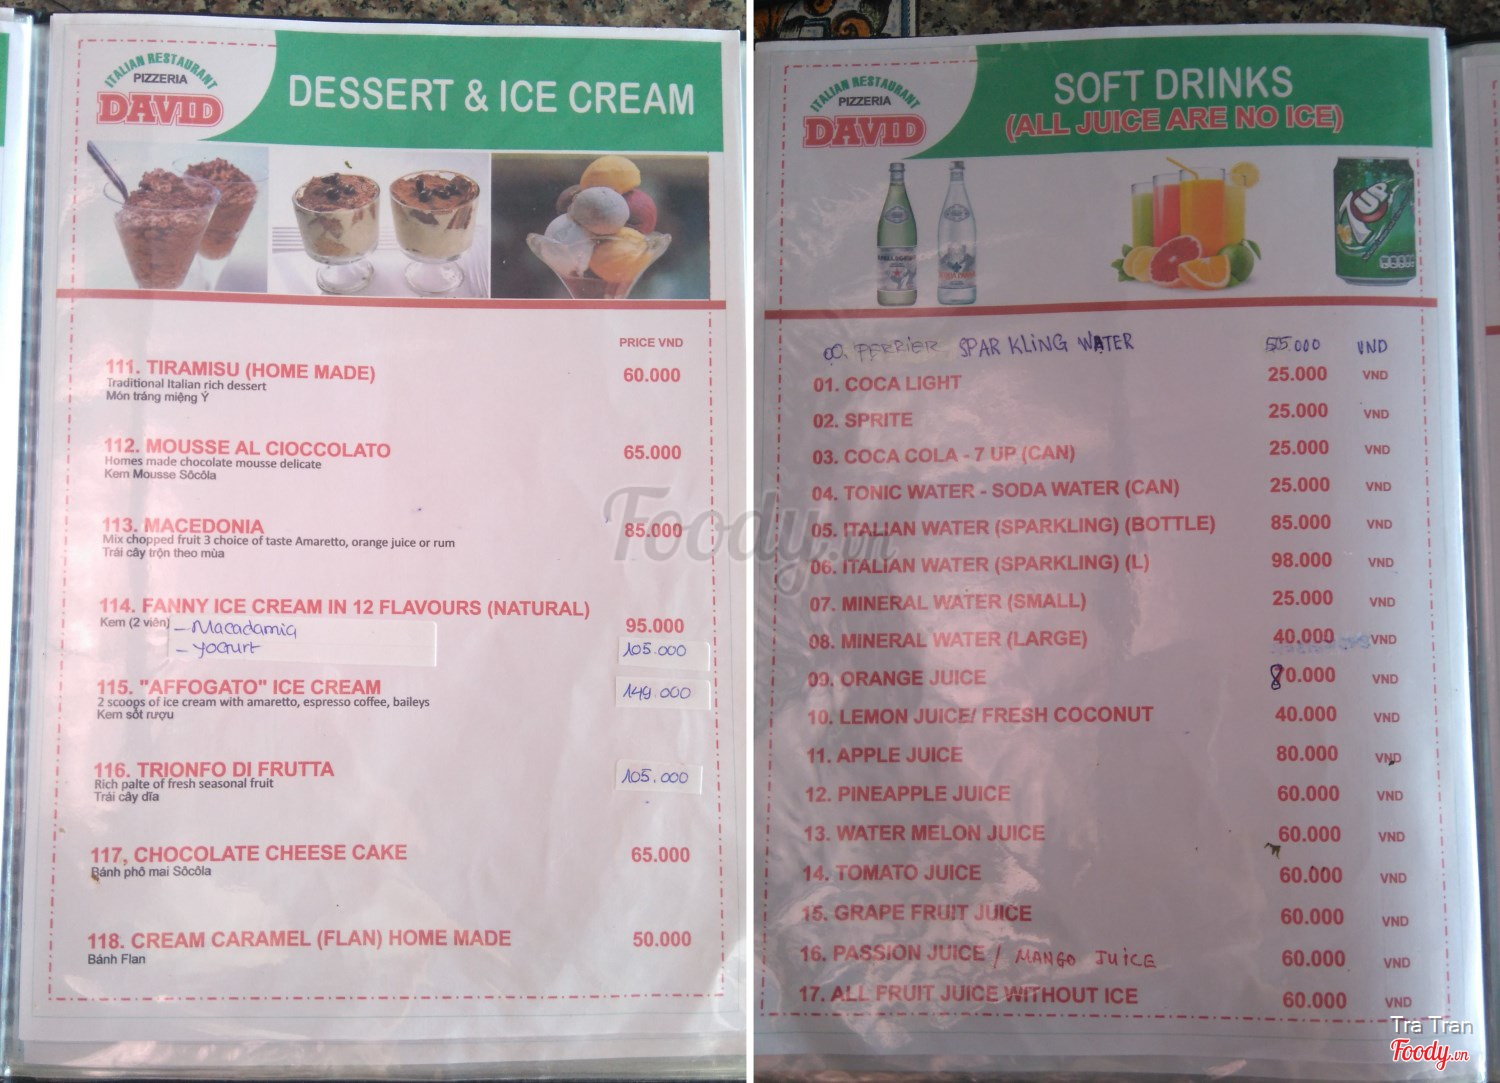 ITALIAN RESTAURANT
PIZZERIA
DAVID
DESSERT & ICE CREAM
PRICE VND
111. TIRAMISU (HOME MADE) 60.000
Traditional Italian rich dessert
Món tráng miệng Ý
112. MOUSSE AL CIOCCOLATO 65.000
Homes made chocolate mousse delicate
Kem Mousse Sôcôla
113. MACEDONIA 85.000
Mix chopped fruit 3 choice of taste Amaretto, orange juice or rum
Trái cây trộn theo mùa
114. FANNY ICE CREAM IN 12 FLAVOURS (NATURAL) 95.000
Kem (2 viên) - Macadamia
- Yogurt 105.000
115. "AFFOGATO" ICE CREAM 149.000
2 scoops of ice cream with amaretto, espresso coffee, baileys
Kem sốt rượu
116. TRIONFO DI FRUTTA 105.000
Rich palte of fresh seasonal fruit
Trái cây dĩa
117, CHOCOLATE CHEESE CAKE 65.000
Bánh phô mai Sôcôla
118. CREAM CARAMEL (FLAN) HOME MADE 50.000
Bánh Flan
ITALIAN RESTAURANT
PIZZERIA
DAVID
SOFT DRINKS
(ALL JUICE ARE NO ICE)
7UP
00. PERRIER SPARKLING WATER 55.000 VND
01. COCA LIGHT 25.000 VND
02. SPRITE 25.000 VND
03. COCA COLA - 7 UP (CAN) 25.000 VND
04. TONIC WATER - SODA WATER (CAN) 25.000 VND
05. ITALIAN WATER (SPARKLING) (BOTTLE) 85.000 VND
06. ITALIAN WATER (SPARKLING) (L) 98.000 VND
07. MINERAL WATER (SMALL) 25.000 VND
08. MINERAL WATER (LARGE) 40.000 VND
09. ORANGE JUICE 80.000 VND
10. LEMON JUICE/ FRESH COCONUT 40.000 VND
11. APPLE JUICE 80.000 VND
12. PINEAPPLE JUICE 60.000 VND
13. WATER MELON JUICE 60.000 VND
14. TOMATO JUICE 60.000 VND
15. GRAPE FRUIT JUICE 60.000 VND
16. PASSION JUICE / MANGO JUICE 60.000 VND
17. ALL FRUIT JUICE WITHOUT ICE 60.000 VND
Foody.vn
Tra Tran
Foody.vn